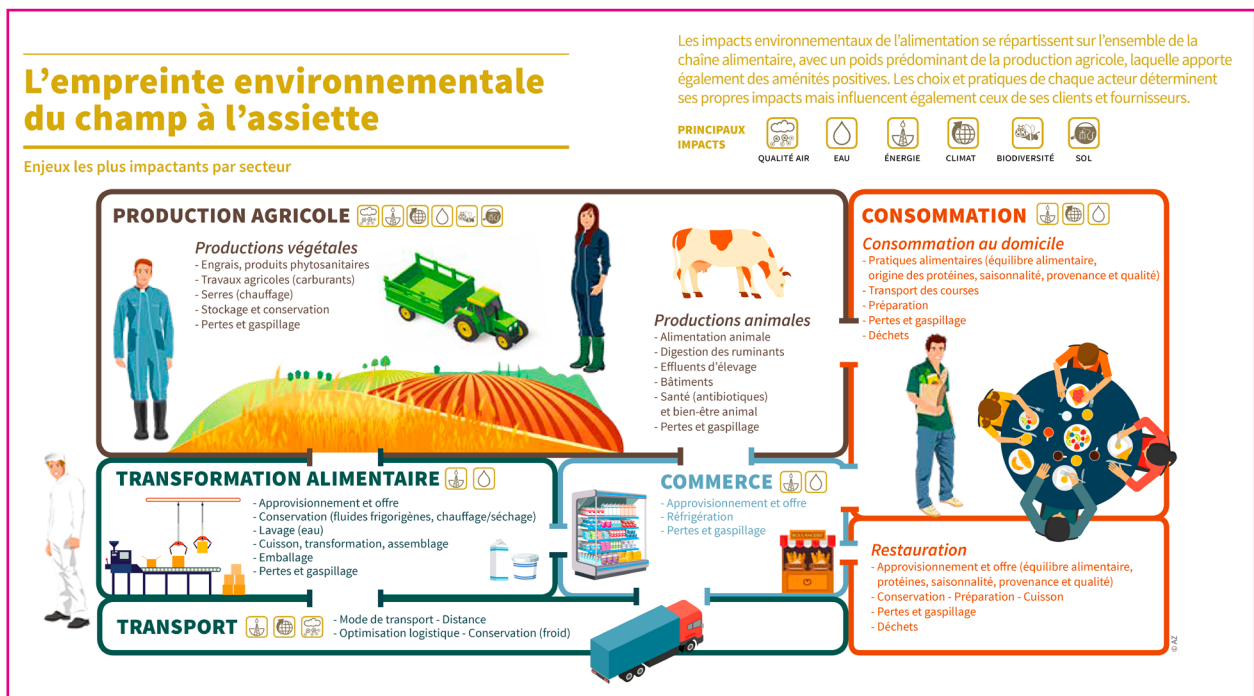 L'empreinte environnementale
du champ à l'assiette
Enjeux les plus impactants par secteur
Les impacts environnementaux de l'alimentation se répartissent sur l'ensemble de la
chaîne alimentaire, avec un poids prédominant de la production agricole, laquelle apporte
également des aménités positives. Les choix et pratiques de chaque acteur déterminent
ses propres impacts mais influencent également ceux de ses clients et fournisseurs.
PRINCIPAUX
IMPACTS
QUALITÉ AIR
EAU
ÉNERGIE
CLIMAT
BIODIVERSITÉ
SOL
PRODUCTION AGRICOLE
Productions végétales
- Engrais, produits phytosanitaires
- Travaux agricoles (carburants)
- Serres (chauffage)
- Stockage et conservation
- Pertes et gaspillage
Productions animales
- Alimentation animale
- Digestion des ruminants
- Effluents d'élevage
- Bâtiments
- Santé (antibiotiques)
et bien-être animal
- Pertes et gaspillage
CONSOMMATION
Consommation au domicile
- Pratiques alimentaires (équilibre alimentaire,
origine des protéines, saisonnalité, provenance et qualité)
- Transport des courses
- Préparation
- Pertes et gaspillage
- Déchets
TRANSFORMATION ALIMENTAIRE
- Approvisionnement et offre
- Conservation (fluides frigorigènes, chauffage/séchage)
- Lavage (eau)
- Cuisson, transformation, assemblage
- Emballage
- Pertes et gaspillage
COMMERCE
- Approvisionnement et offre
- Réfrigération
- Pertes et gaspillage
Restauration
- Approvisionnement et offre (équilibre alimentaire,
protéines, saisonnalité, provenance et qualité)
- Conservation - Préparation - Cuisson
- Pertes et gaspillage
- Déchets
TRANSPORT
- Mode de transport - Distance
- Optimisation logistique - Conservation (froid)
© AZ